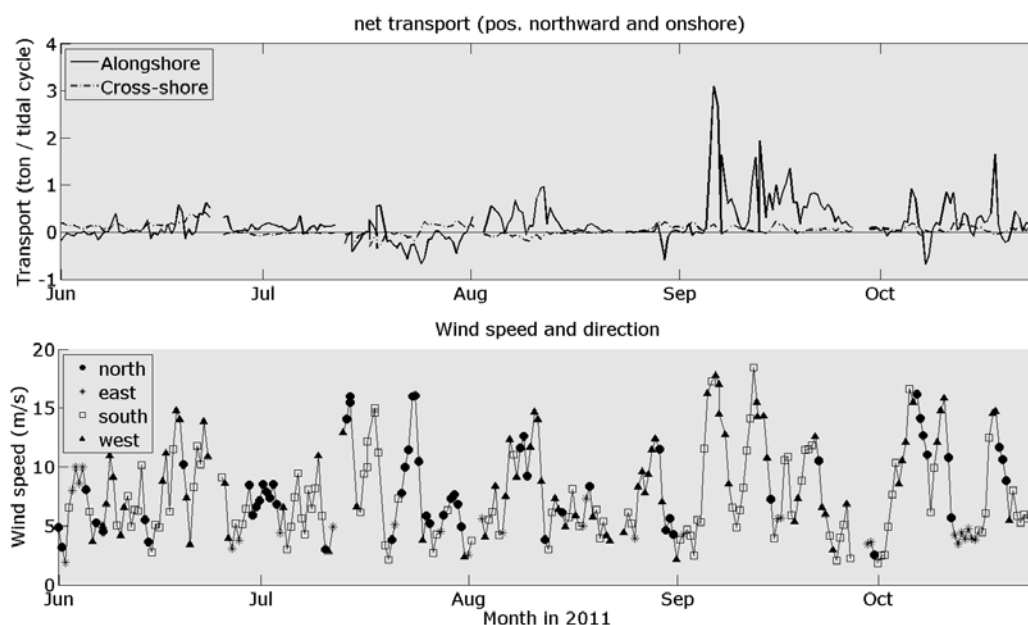 net transport (pos. northward and onshore)
Transport (ton / tidal cycle)
4
3
2
1
0
-1
Alongshore
Cross-shore
Jun Jul Aug Sep Oct
Wind speed and direction
Wind speed (m/s)
20
15
10
5
0
north
east
south
west
Jun Jul Aug Sep Oct
Month in 2011